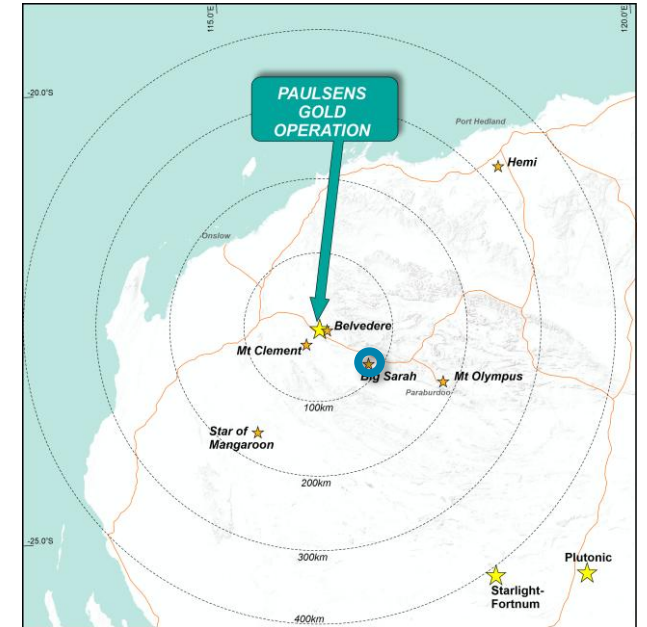 115.0°E
120.0°E
-20.0°S
PAULSENS
GOLD
OPERATION
Port Hedland
Hemi
Onslow
Belvedere
Mt Clement
Big Sarah
Mt Olympus
Paraburdoo
100km
Star of
Mangaroon
200km
-25.0°S
300km
Plutonic
Starlight-
Fortnum
400km